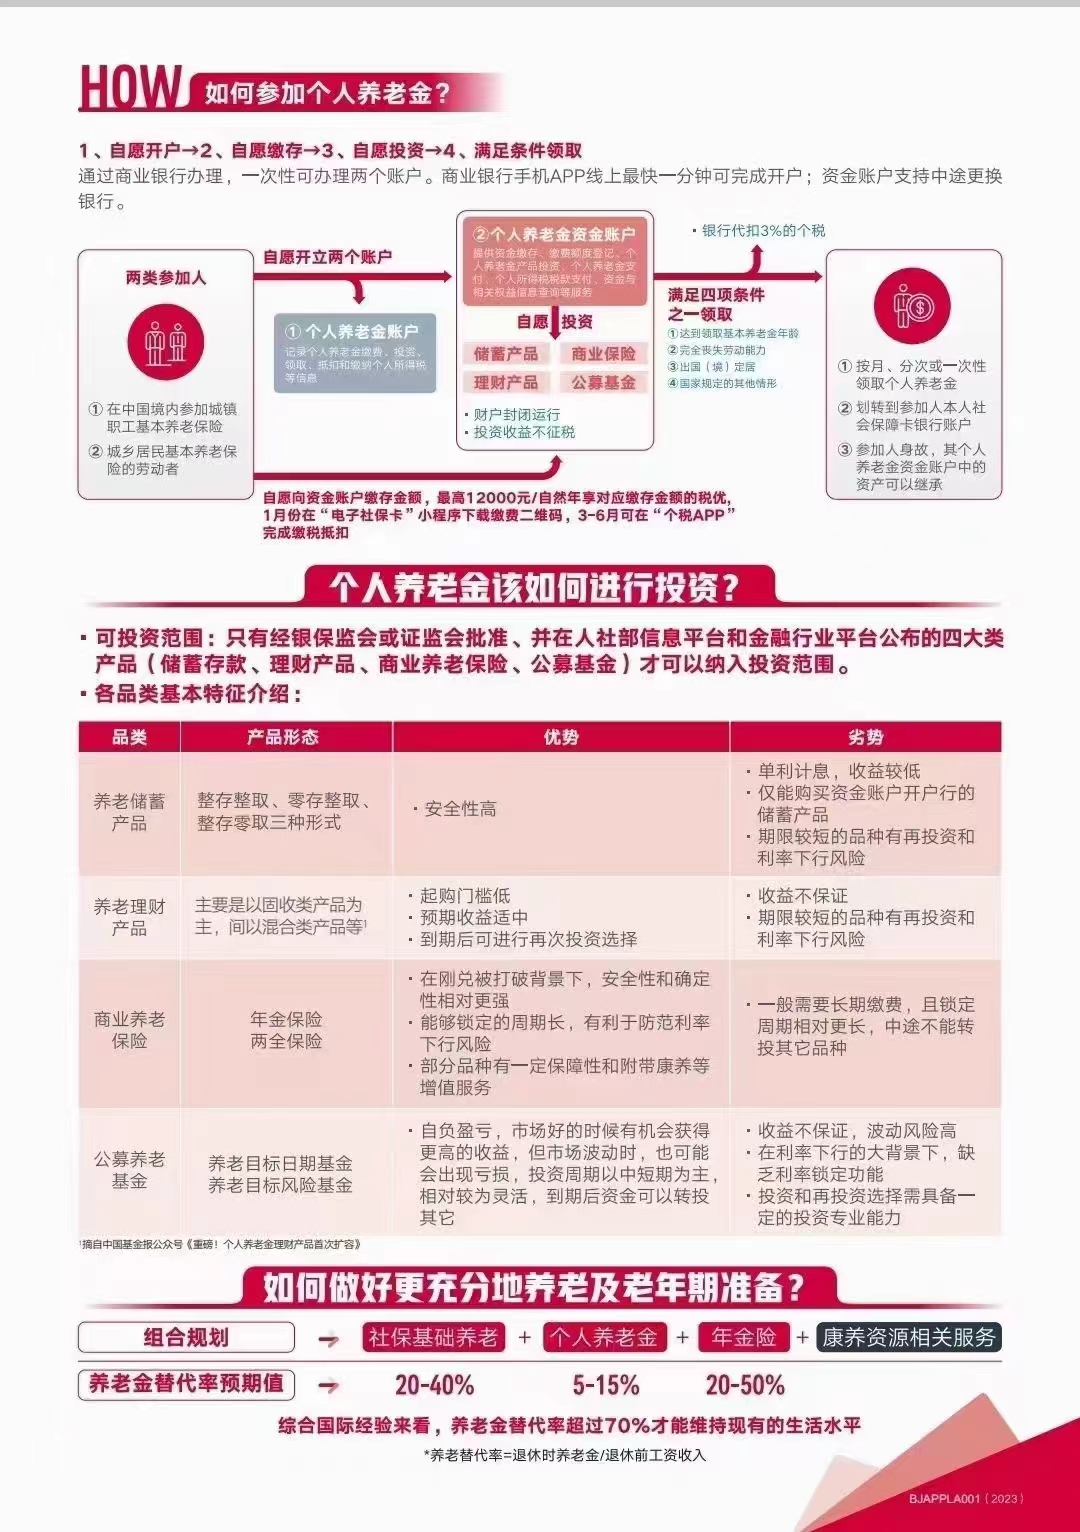 HOW 如何参加个人养老金？
1、自愿开户→2、自愿缴存→3、自愿投资→4、满足条件领取
通过商业银行办理，一次性可办理两个账户。商业银行手机APP线上最快一分钟可完成开户；资金账户支持中途更换
银行。
两类参加人
① 在中国境内参加城镇
职工基本养老保险
② 城乡居民基本养老保
险的劳动者
自愿开立两个账户
① 个人养老金账户
记录个人养老金缴费、投资、
领取、抵扣和缴纳个人所得税
等信息
②个人养老金资金账户
提供资金缴存、缴费额度登记、个
人养老金产品投资、个人养老金支
付、个人所得税税款支付、资金与
相关权益信息查询等服务
自愿 投资
储蓄产品 商业保险
理财产品 公募基金
· 财户封闭运行
· 投资收益不征税
· 银行代扣3%的个税
满足四项条件
之一领取
①达到领取基本养老金年龄
②完全丧失劳动能力
③出国（境）定居
④国家规定的其他情形
① 按月、分次或一次性
领取个人养老金
② 划转到参加人本人社
会保障卡银行账户
③ 参加人身故，其个人
养老金资金账户中的
资产可以继承
自愿向资金账户缴存金额，最高12000元/自然年享对应缴存金额的税优，
1月份在“电子社保卡”小程序下载缴费二维码，3-6月可在“个税APP”
完成缴税抵扣
个人养老金该如何进行投资？
· 可投资范围：只有经银保监会或证监会批准、并在人社部信息平台和金融行业平台公布的四大类
产品（储蓄存款、理财产品、商业养老保险、公募基金）才可以纳入投资范围。
· 各品类基本特征介绍：
品类 产品形态 优势 劣势
养老储蓄
产品
整存整取、零存整取、
整存零取三种形式
· 安全性高
· 单利计息，收益较低
· 仅能购买资金账户开户行的
储蓄产品
· 期限较短的品种有再投资和
利率下行风险
养老理财
产品
主要是以固收类产品为
主，间以混合类产品等¹
· 起购门槛低
· 预期收益适中
· 到期后可进行再次投资选择
· 收益不保证
· 期限较短的品种有再投资和
利率下行风险
商业养老
保险
年金保险
两全保险
· 在刚兑被打破背景下，安全性和确定
性相对更强
· 能够锁定的周期长，有利于防范利率
下行风险
· 部分品种有一定保障性和附带康养等
增值服务
· 一般需要长期缴费，且锁定
周期相对更长，中途不能转
投其它品种
公募养老
基金
养老目标日期基金
养老目标风险基金
· 自负盈亏，市场好的时候有机会获得
更高的收益，但市场波动时，也可能
会出现亏损，投资周期以中短期为主，
相对较为灵活，到期后资金可以转投
其它
· 收益不保证，波动风险高
· 在利率下行的大背景下，缺
乏利率锁定功能
· 投资和再投资选择需具备一
定的投资专业能力
¹摘自中国基金报公众号《重磅！个人养老金理财产品首次扩容》
如何做好更充分地养老及老年期准备？
组合规划 → 社保基础养老 + 个人养老金 + 年金险 + 康养资源相关服务
养老金替代率预期值 → 20-40% 5-15% 20-50%
综合国际经验来看，养老金替代率超过70%才能维持现有的生活水平
*养老替代率=退休时养老金/退休前工资收入
BJAPPLA001（2023）